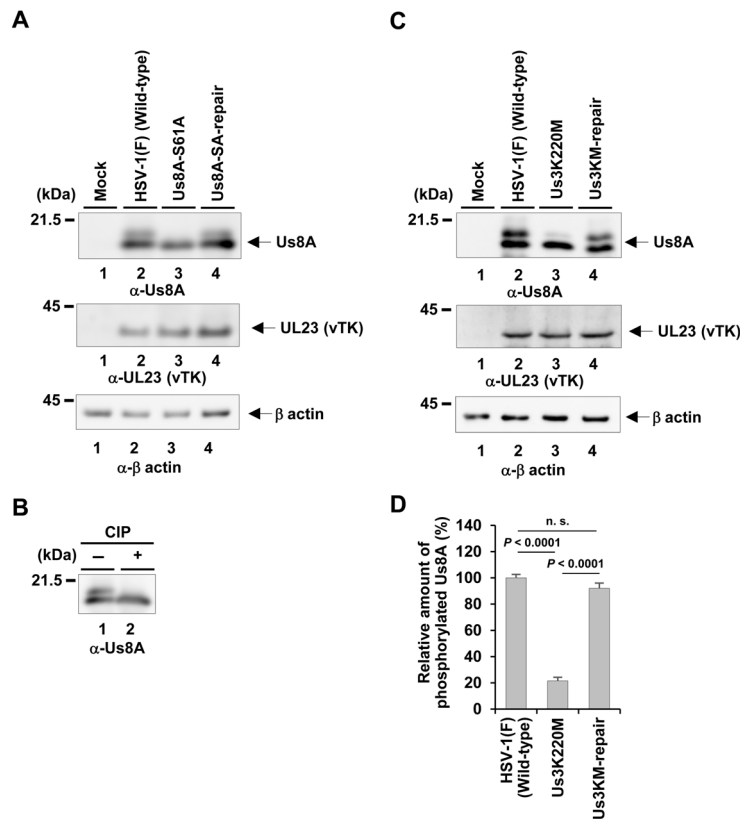 A
(kDa)
Mock
HSV-1(F) (Wild-type)
Us8A-S61A
Us8A-SA-repair
21.5
Us8A
1 2 3 4
α-Us8A
45
UL23 (vTK)
1 2 3 4
α-UL23 (vTK)
45
β actin
1 2 3 4
α-β actin
B
CIP
(kDa) – +
21.5
1 2
α-Us8A
C
(kDa)
Mock
HSV-1(F) (Wild-type)
Us3K220M
Us3KM-repair
21.5
Us8A
1 2 3 4
α-Us8A
45
UL23 (vTK)
1 2 3 4
α-UL23 (vTK)
45
β actin
1 2 3 4
α-β actin
D
Relative amount of
phosphorylated Us8A (%)
140
120
100
80
60
40
20
0
n. s.
P < 0.0001
P < 0.0001
HSV-1(F)
(Wild-type)
Us3K220M
Us3KM-repair